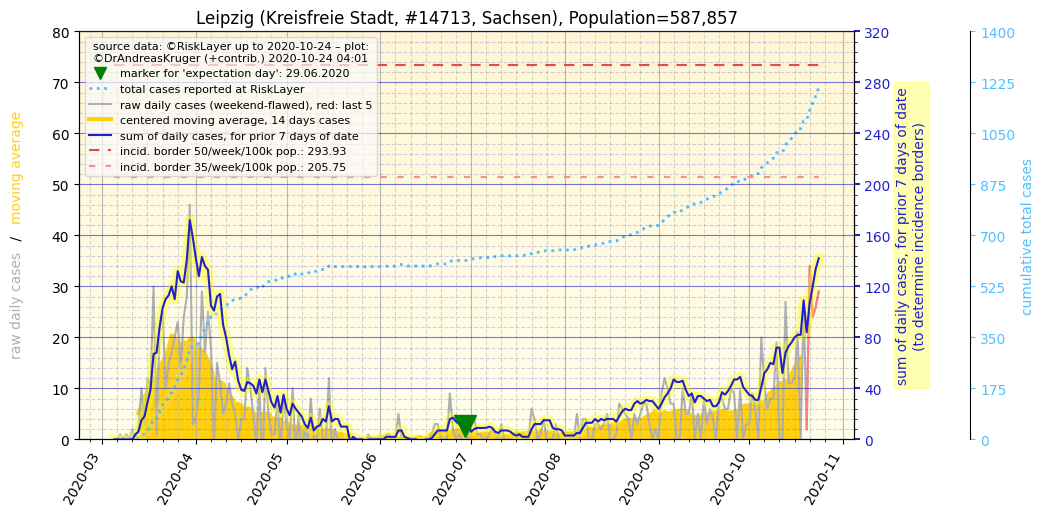 Leipzig (Kreisfreie Stadt, #14713, Sachsen), Population=587,857
source data: ©RiskLayer up to 2020-10-24 – plot:
©DrAndreasKruger (+contrib.) 2020-10-24 04:01
marker for 'expectation day': 29.06.2020
total cases reported at RiskLayer
raw daily cases (weekend-flawed), red: last 5
centered moving average, 14 days cases
sum of daily cases, for prior 7 days of date
incid. border 50/week/100k pop.: 293.93
incid. border 35/week/100k pop.: 205.75
raw daily cases / moving average
80
70
60
50
40
30
20
10
0
320
280
240
200
160
120
80
40
0
sum of daily cases, for prior 7 days of date
(to determine incidence borders)
1400
1225
1050
875
700
525
350
175
0
cumulative total cases
2020-03
2020-04
2020-05
2020-06
2020-07
2020-08
2020-09
2020-10
2020-11